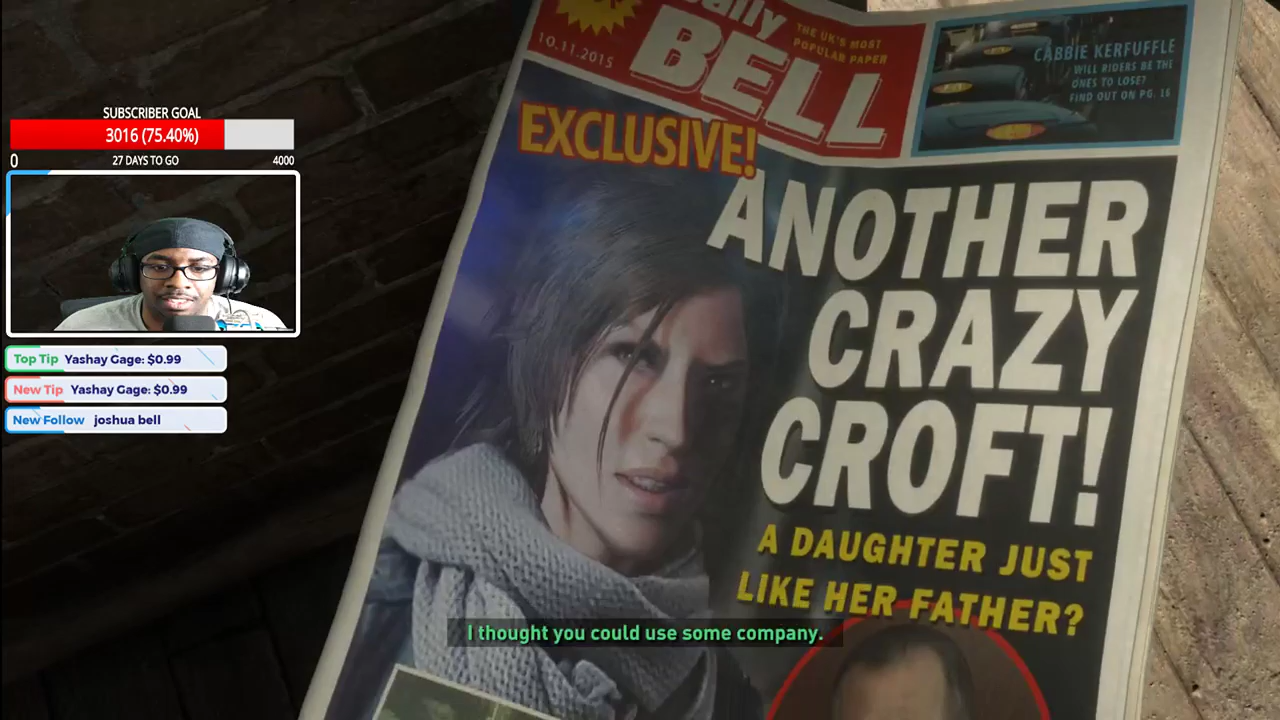 SUBSCRIBER GOAL
3016 (75.40%)
0 27 DAYS TO GO 4000
Top Tip Yashay Gage: $0.99
New Tip Yashay Gage: $0.99
New Follow joshua bell
10.11.2015
BELL
THE UK'S MOST
POPULAR PAPER
CABBIE KERFUFFLE
WILL RIDERS BE THE
ONES TO LOSE?
FIND OUT ON PG. 16
EXCLUSIVE!
ANOTHER
CRAZY
CROFT!
A DAUGHTER JUST
LIKE HER FATHER?
I thought you could use some company.